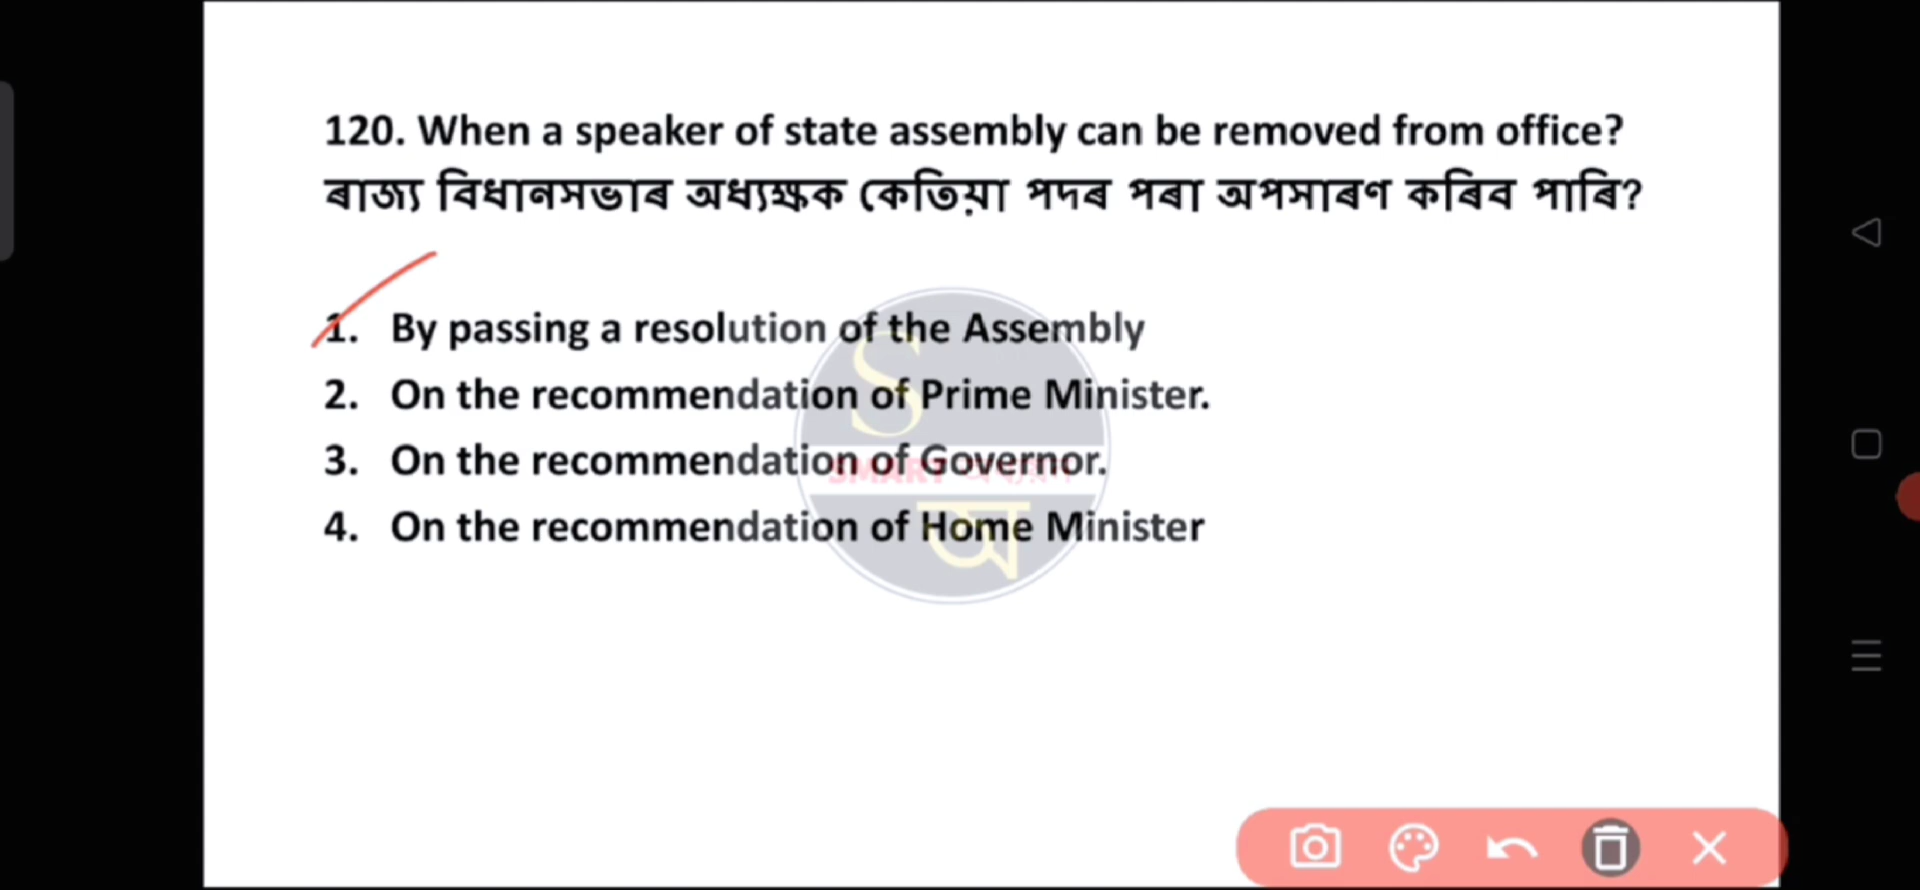 120. When a speaker of state assembly can be removed from office?
ৰাজ্য বিধানসভাৰ অধ্যক্ষক কেতিয়া পদৰ পৰা অপসাৰণ কৰিব পাৰি?
1. By passing a resolution of the Assembly
2. On the recommendation of Prime Minister.
3. On the recommendation of Governor.
4. On the recommendation of Home Minister
S
SMART
অ